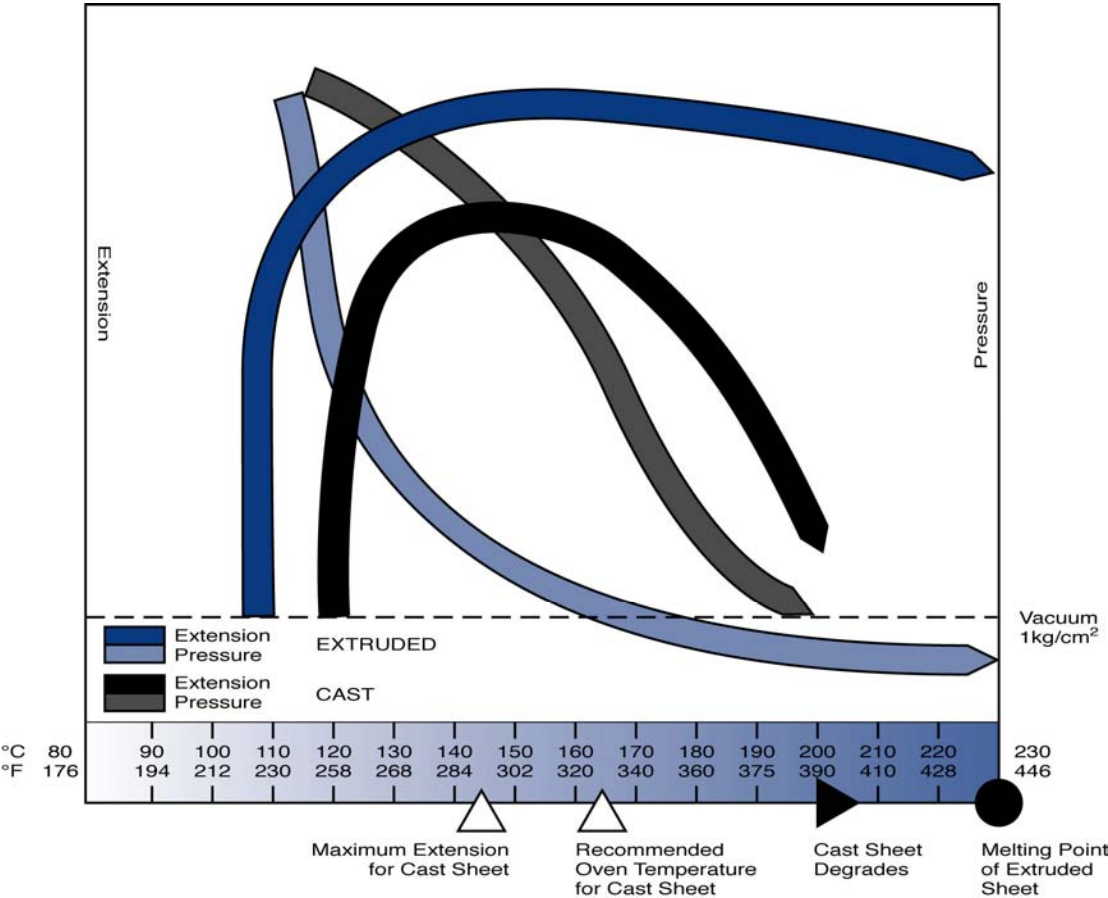 Extension
Pressure
Vacuum
1kg/cm²
Extension
Pressure
EXTRUDED
Extension
Pressure
CAST
°C 80 90 100 110 120 130 140 150 160 170 180 190 200 210 220 230
°F 176 194 212 230 258 268 284 302 320 340 360 375 390 410 428 446
Maximum Extension
for Cast Sheet
Recommended
Oven Temperature
for Cast Sheet
Cast Sheet
Degrades
Melting Point
of Extruded
Sheet